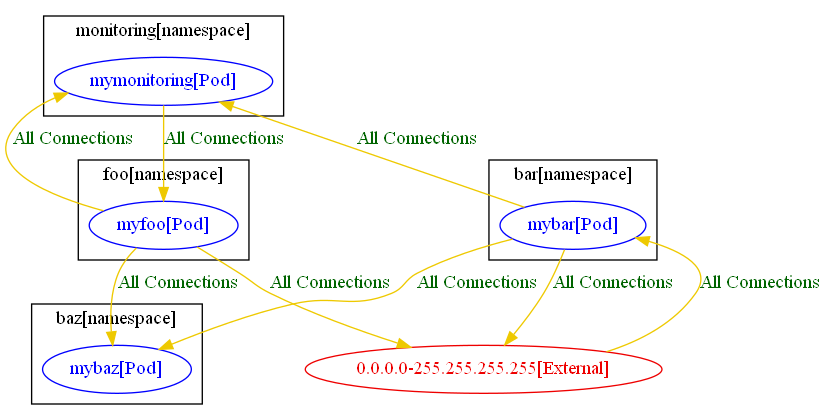 monitoring[namespace]
mymonitoring[Pod]
All Connections
All Connections
All Connections
foo[namespace]
bar[namespace]
myfoo[Pod]
mybar[Pod]
All Connections
All Connections
All Connections
All Connections
All Connections
baz[namespace]
mybaz[Pod]
0.0.0.0-255.255.255.255[External]